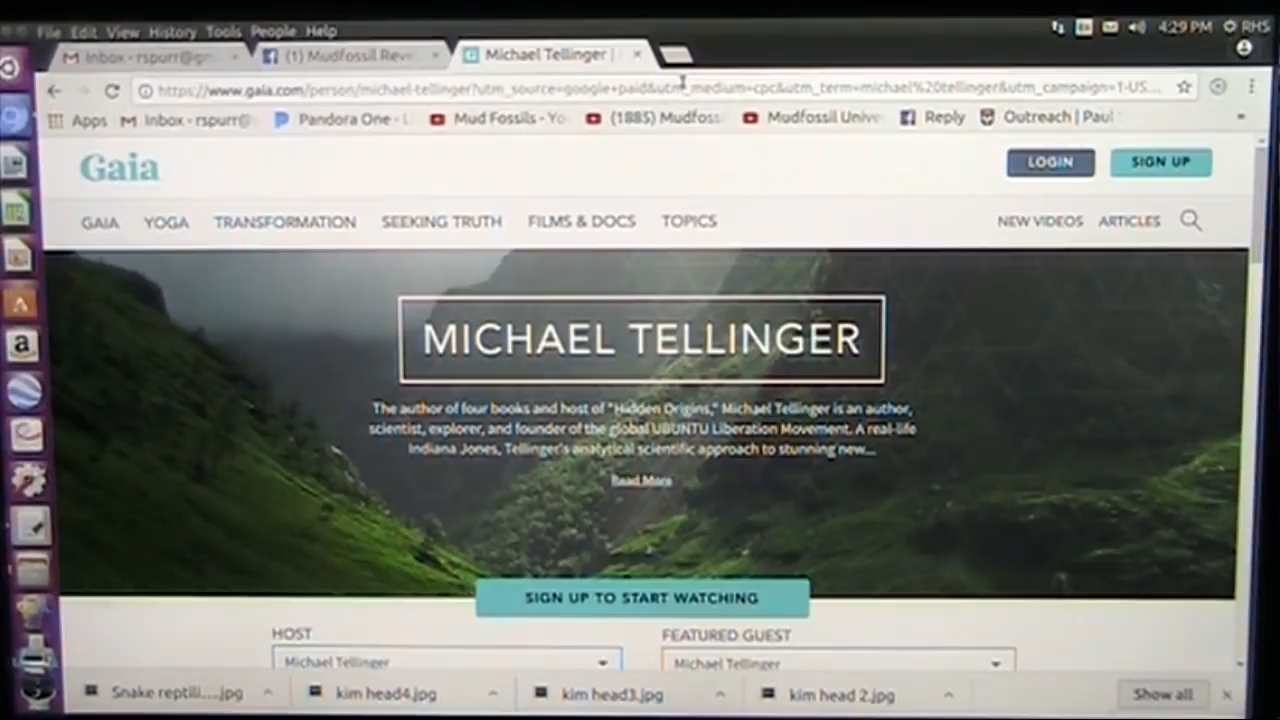 File Edit View History Tools People Help
4:29 PM RHS
Inbox - rspurr@gm
(1) Mudfossil Reve
Michael Tellinger |
https://www.gaia.com/person/michael-tellinger?utm_source=google+paid&utm_medium=cpc&utm_term=michael%20tellinger&utm_campaign=1-US...
Apps Inbox - rspurr@g Pandora One - L Mud Fossils - Yo (1885) Mudfoss Mudfossil Unive Reply Outreach | Paul
Gaia
LOGIN SIGN UP
GAIA YOGA TRANSFORMATION SEEKING TRUTH FILMS & DOCS TOPICS NEW VIDEOS ARTICLES
MICHAEL TELLINGER
The author of four books and host of "Hidden Origins," Michael Tellinger is an author,
scientist, explorer, and founder of the global UBUNTU Liberation Movement. A real-life
Indiana Jones, Tellinger's analytical scientific approach to stunning new...
Read More
SIGN UP TO START WATCHING
HOST FEATURED GUEST
Michael Tellinger Michael Tellinger
Snake reptili....jpg kim head4.jpg kim head3.jpg kim head 2.jpg Show all